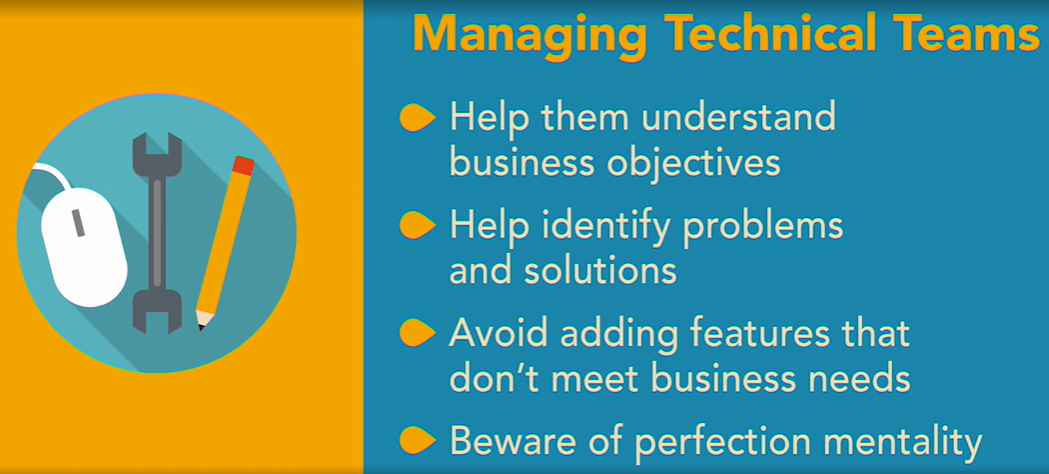 Managing Technical Teams
Help them understand
business objectives
Help identify problems
and solutions
Avoid adding features that
don’t meet business needs
Beware of perfection mentality